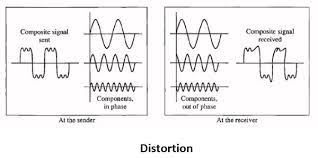 Composite signal
sent
Components,
in phase
At the sender
Composite signal
received
Components,
out of phase
At the receiver
Distortion